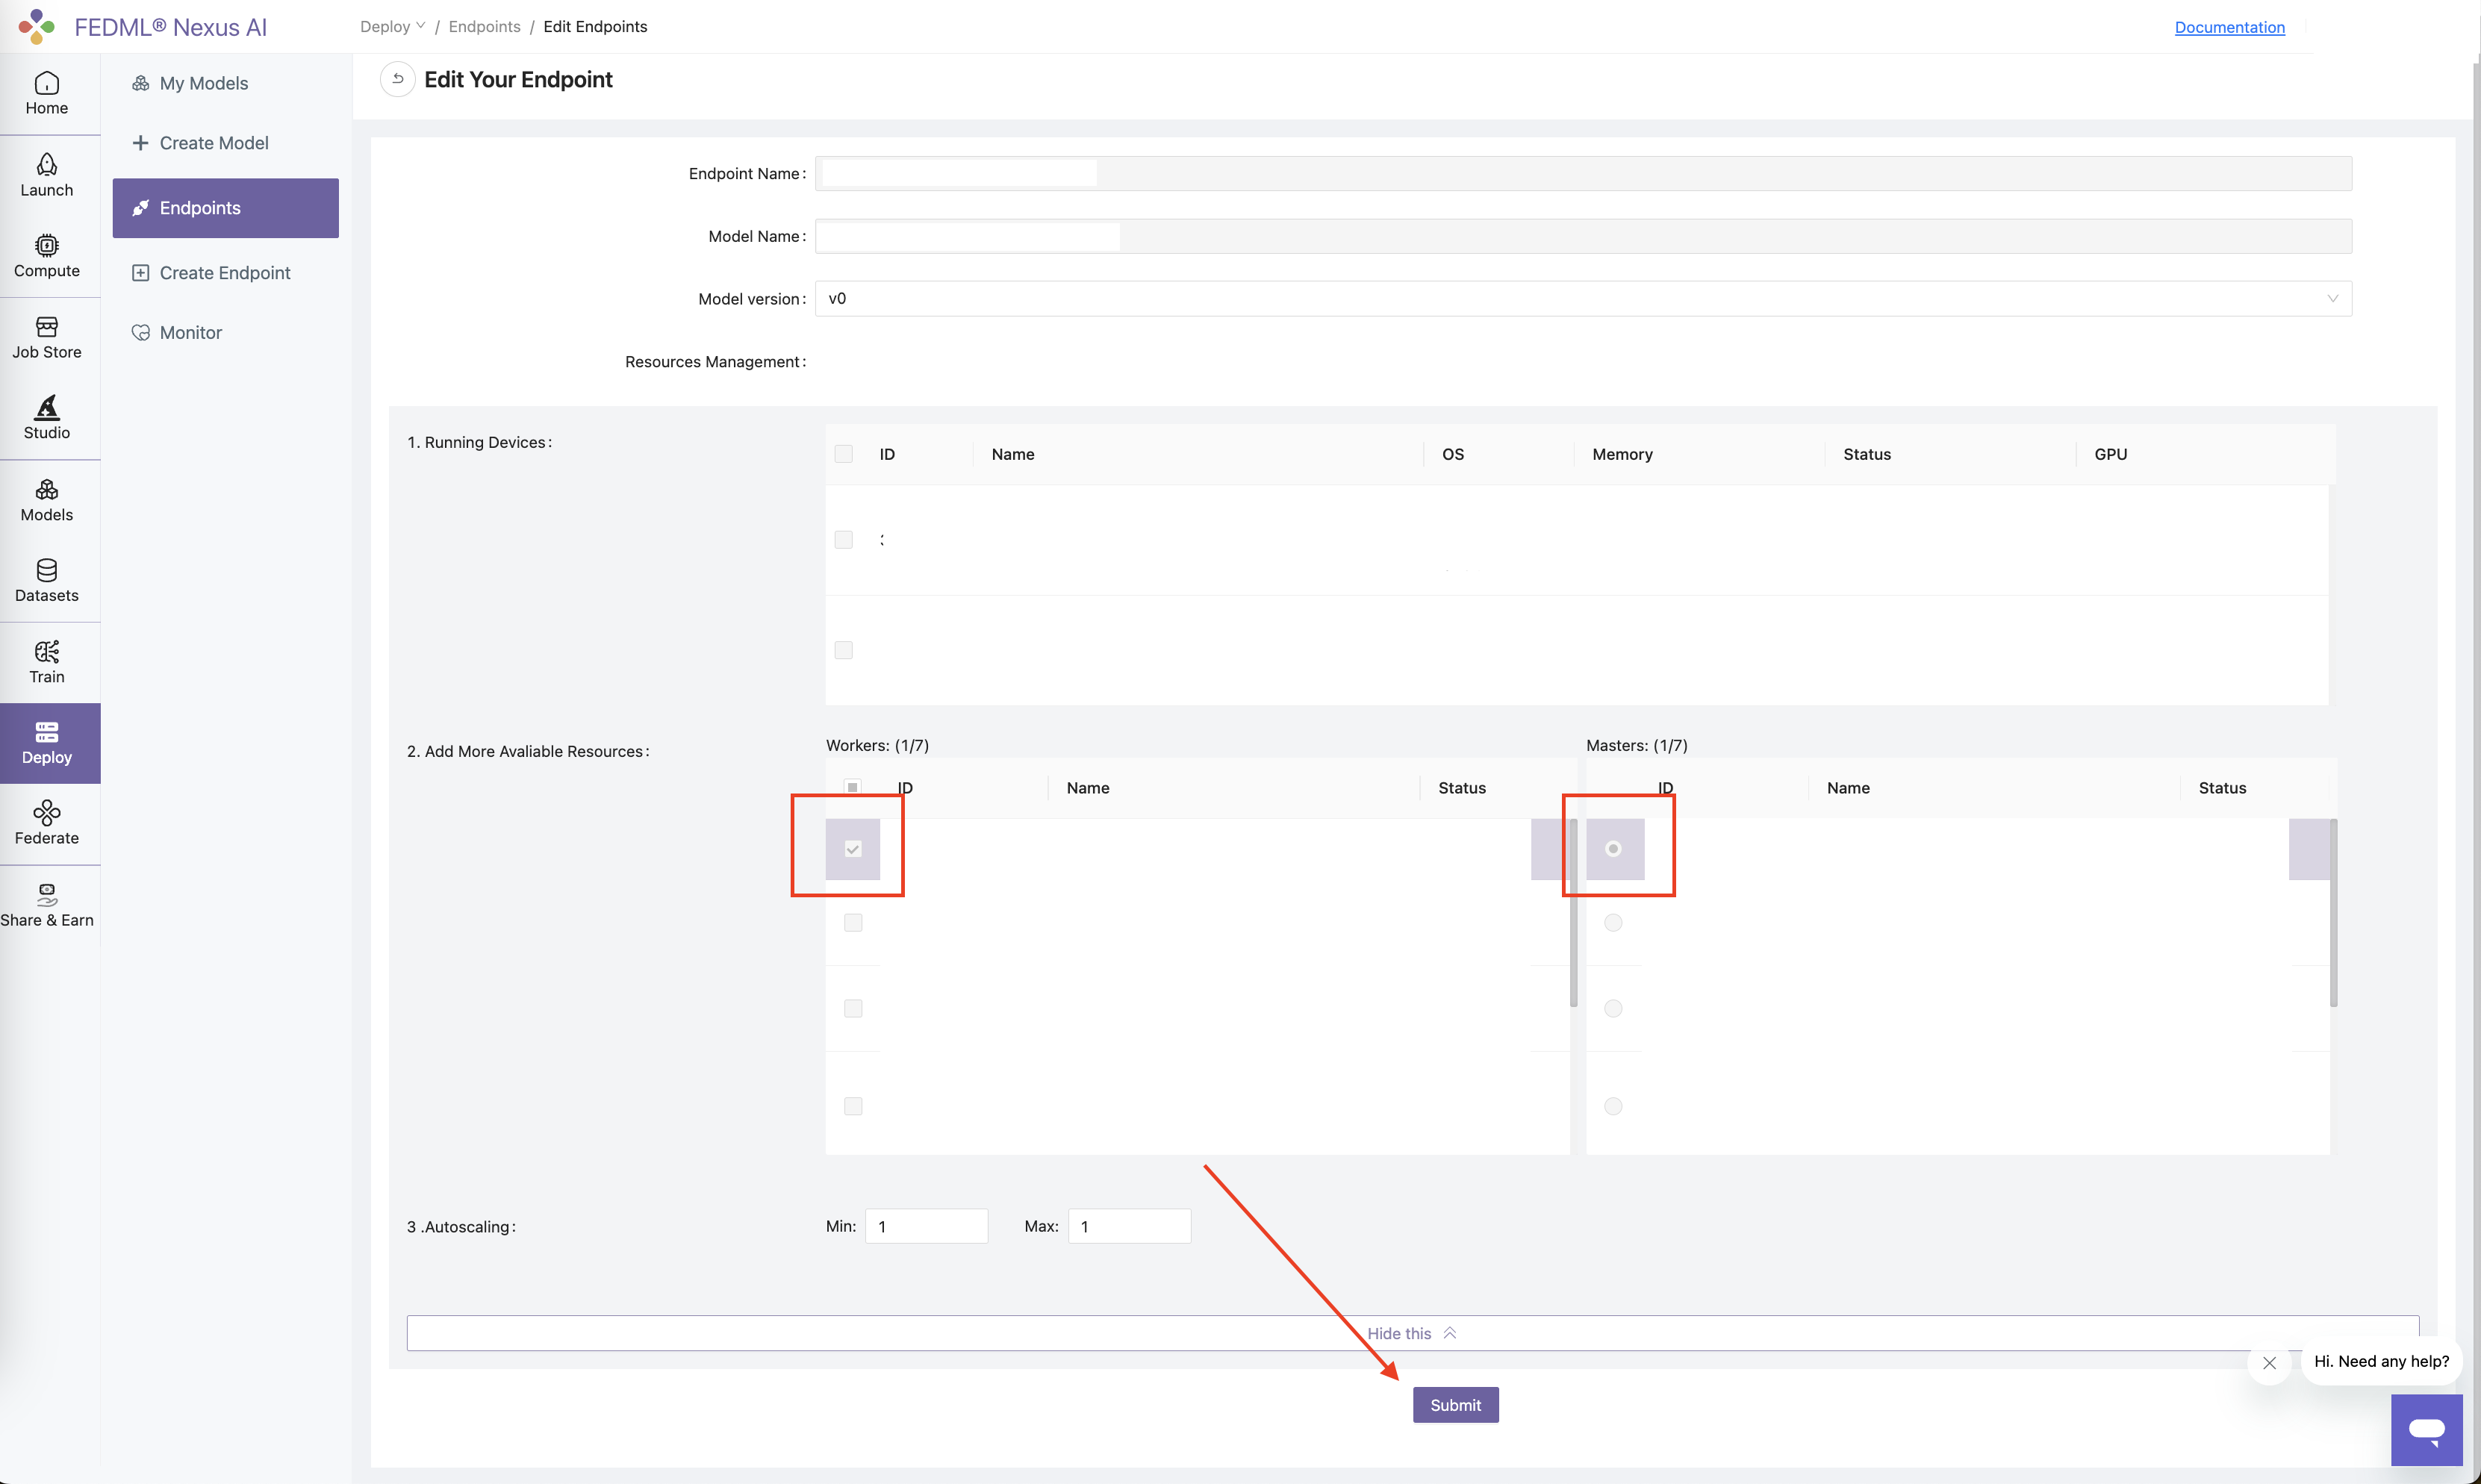 FEDML® Nexus AI
Deploy / Endpoints / Edit Endpoints
Documentation
Home
Launch
Compute
Job Store
Studio
Models
Datasets
Train
Deploy
Federate
Share & Earn
My Models
Create Model
Endpoints
Create Endpoint
Monitor
Edit Your Endpoint
Endpoint Name:
Model Name:
Model version: v0
Resources Management:
1. Running Devices:
ID Name OS Memory Status GPU
2. Add More Avaliable Resources:
Workers: (1/7)
ID Name Status
Masters: (1/7)
ID Name Status
3 .Autoscaling:
Min: 1 Max: 1
Hide this
Submit
Hi. Need any help?